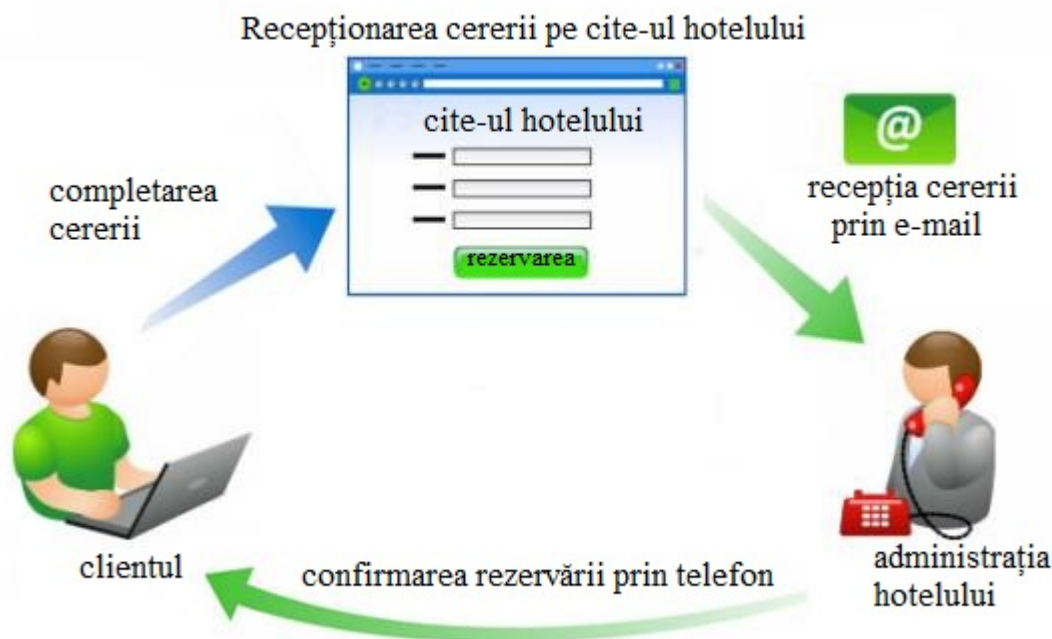 Recepționarea cererii pe cite-ul hotelului
cite-ul hotelului
rezervarea
completarea
cererii
@
recepția cererii
prin e-mail
clientul
confirmarea rezervării prin telefon
administrația
hotelului